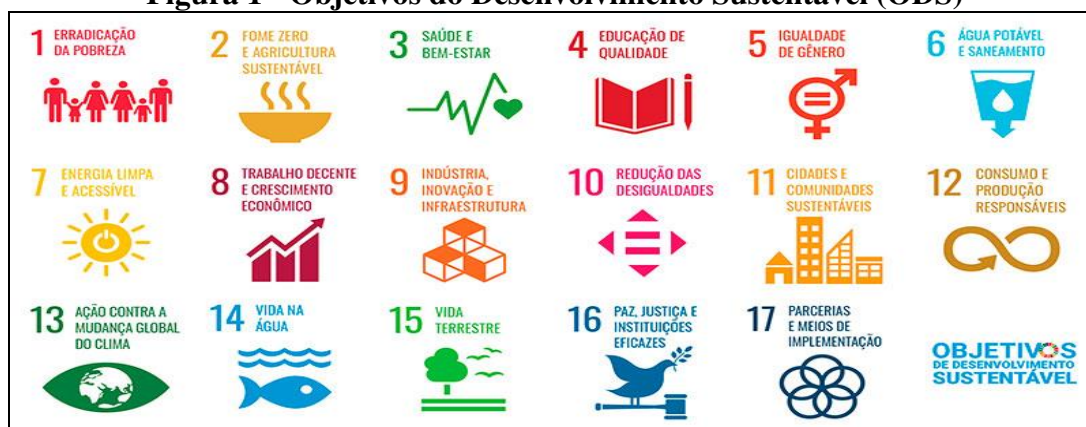 Figura 1 - Objetivos do Desenvolvimento Sustentável (ODS)
1 ERRADICAÇÃO
DA POBREZA
2 FOME ZERO
E AGRICULTURA
SUSTENTÁVEL
3 SAÚDE E
BEM-ESTAR
4 EDUCAÇÃO DE
QUALIDADE
5 IGUALDADE
DE GÊNERO
6 ÁGUA POTÁVEL
E SANEAMENTO
7 ENERGIA LIMPA
E ACESSÍVEL
8 TRABALHO DECENTE
E CRESCIMENTO
ECONÔMICO
9 INDÚSTRIA,
INOVAÇÃO E
INFRAESTRUTURA
10 REDUÇÃO DAS
DESIGUALDADES
11 CIDADES E
COMUNIDADES
SUSTENTÁVEIS
12 CONSUMO E
PRODUÇÃO
RESPONSÁVEIS
13 AÇÃO CONTRA A
MUDANÇA GLOBAL
DO CLIMA
14 VIDA NA
ÁGUA
15 VIDA
TERRESTRE
16 PAZ, JUSTIÇA E
INSTITUIÇÕES
EFICAZES
17 PARCERIAS
E MEIOS DE
IMPLEMENTAÇÃO
OBJETIVOS
DE DESENVOLVIMENTO
SUSTENTÁVEL